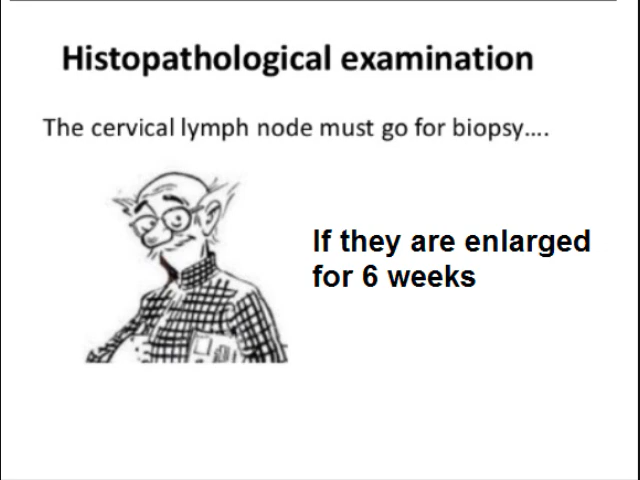 Histopathological examination
The cervical lymph node must go for biopsy....
If they are enlarged
for 6 weeks